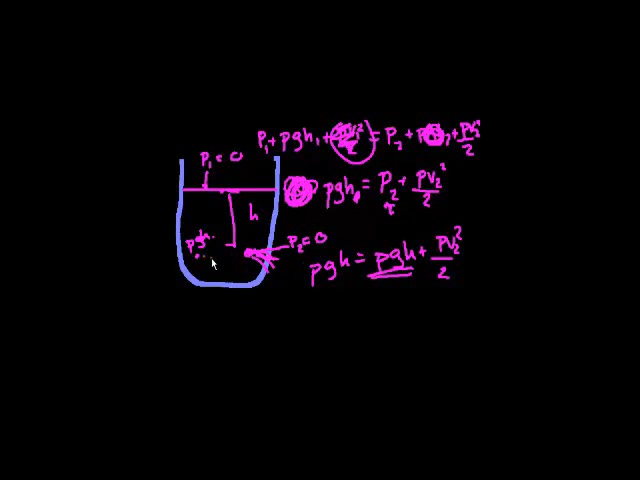 P₁ + ρgh₁ + = P₂ + ρ + ρv₂²/2
P₁ = 0
ρgh = P₂ + ρv₂²/2
h
ρgh
P₂ = 0
ρgh = ρgh + ρv₂²/2